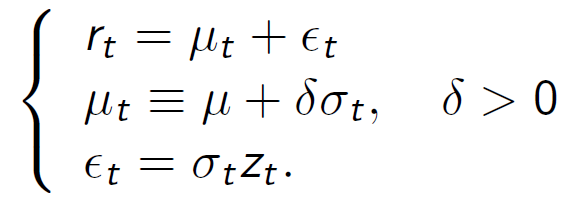 r_t = μ_t + ϵ_t
μ_t ≡ μ + δσ_t, δ > 0
ϵ_t = σ_t z_t.